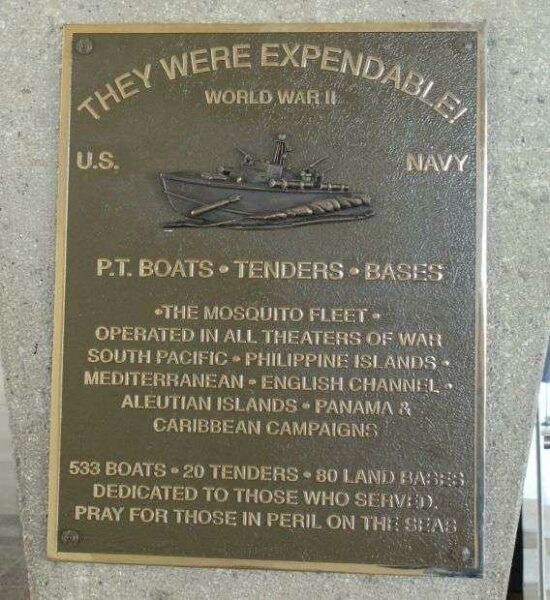 THEY WERE EXPENDABLE!
WORLD WAR II
U.S. NAVY
P.T. BOATS • TENDERS • BASES
•THE MOSQUITO FLEET •
OPERATED IN ALL THEATERS OF WAR
SOUTH PACIFIC • PHILIPPINE ISLANDS •
MEDITERRANEAN • ENGLISH CHANNEL •
ALEUTIAN ISLANDS • PANAMA &
CARIBBEAN CAMPAIGNS
533 BOATS • 20 TENDERS • 80 LAND BASES
DEDICATED TO THOSE WHO SERVED.
PRAY FOR THOSE IN PERIL ON THE SEAS